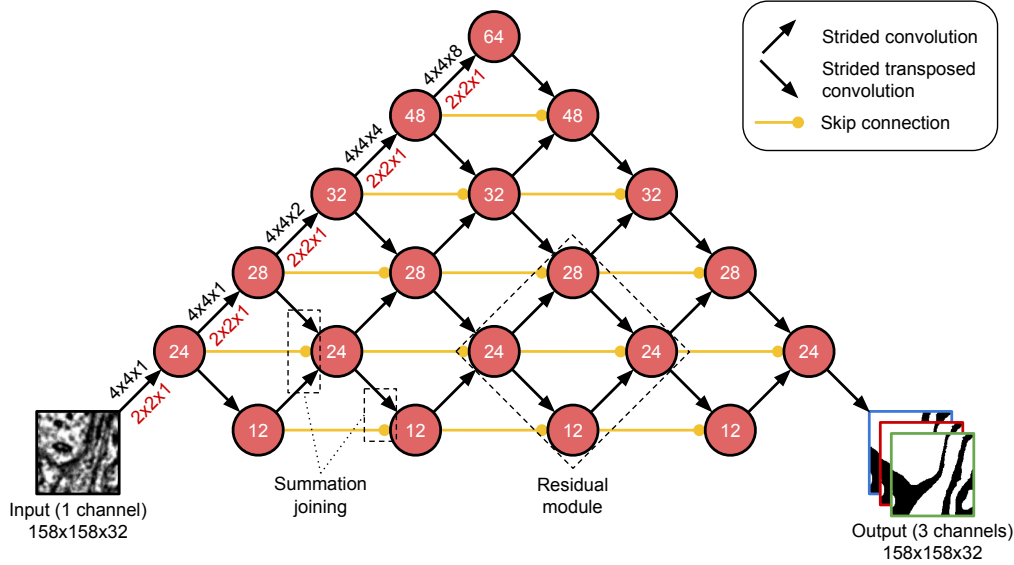 64
Strided convolution
Strided transposed
convolution
Skip connection
4x4x8
2x2x1
48
48
4x4x4
2x2x1
32
32
32
4x4x2
2x2x1
28
28
28
28
4x4x1
2x2x1
24
24
24
24
24
4x4x1
2x2x1
12
12
12
12
Input (1 channel)
158x158x32
Summation
joining
Residual
module
Output (3 channels)
158x158x32